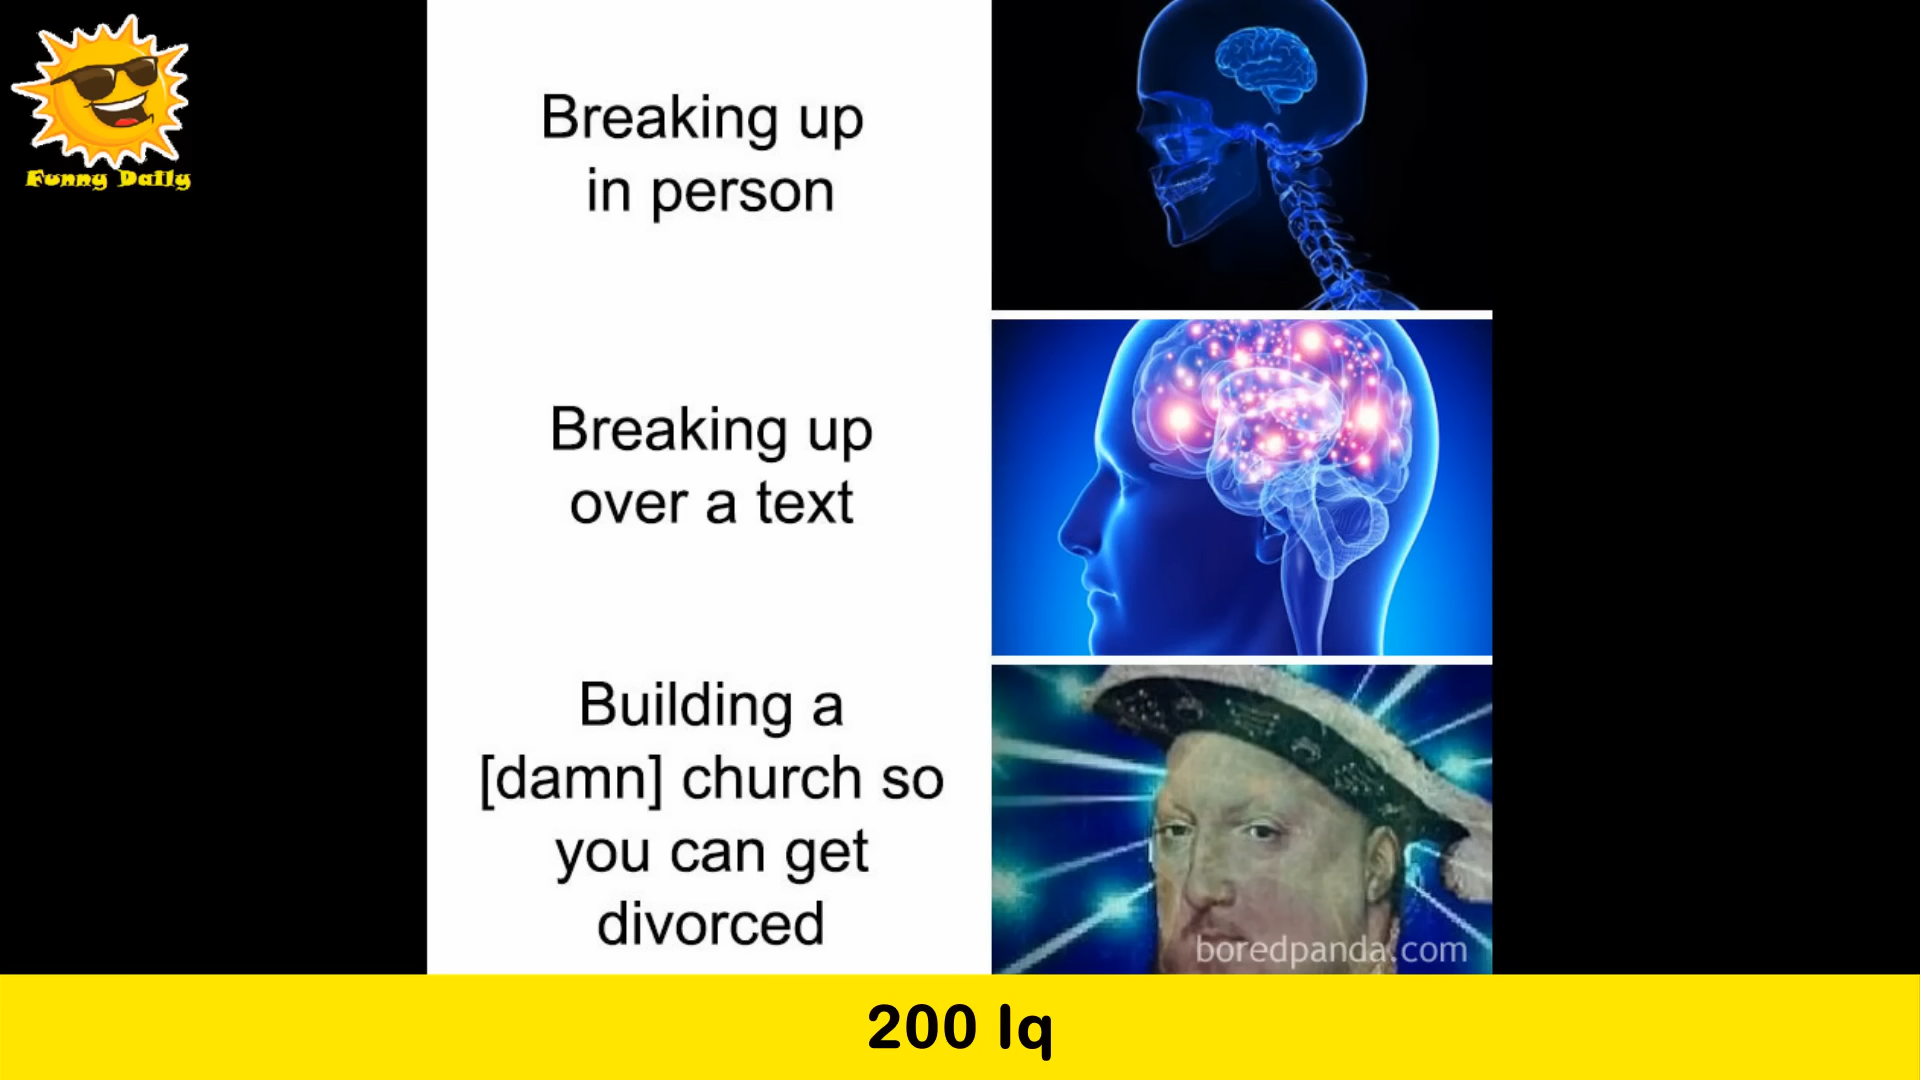 Funny Daily
Breaking up
in person
Breaking up
over a text
Building a
[damn] church so
you can get
divorced
boredpanda.com
200 Iq